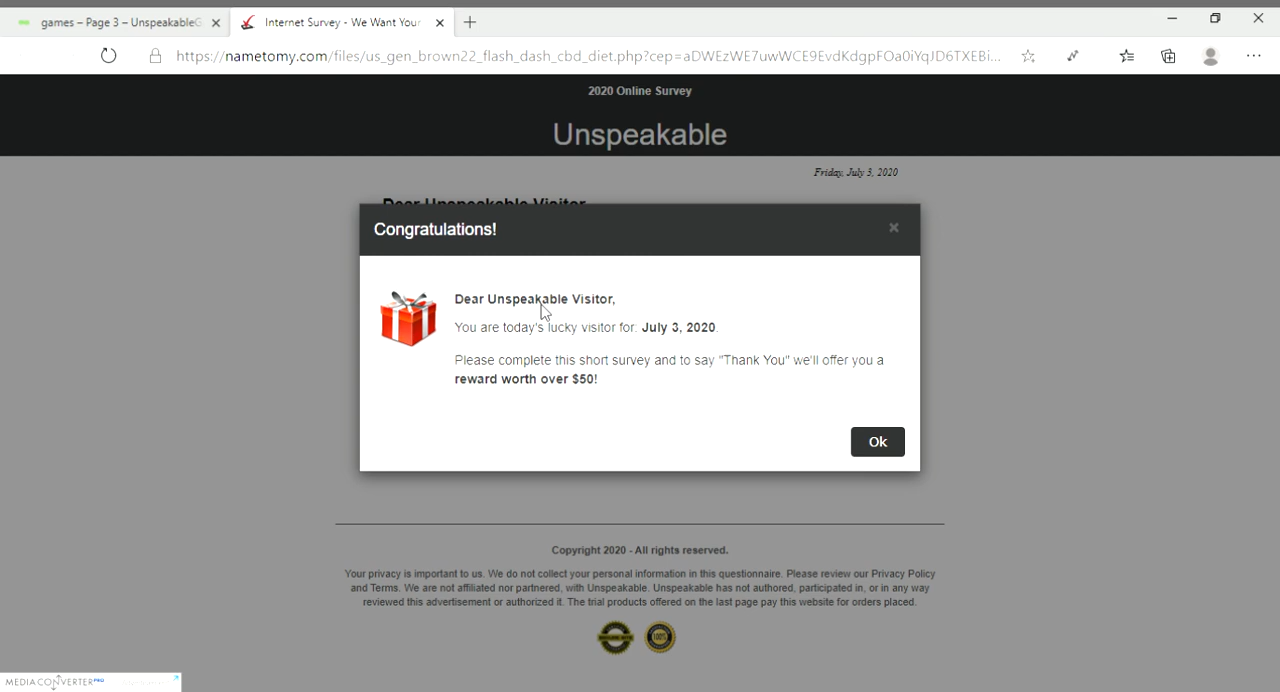 games – Page 3 – UnspeakableG
Internet Survey - We Want Your
https://nametomy.com/files/us_gen_brown22_flash_dash_cbd_diet.php?cep=aDWEzWE7uwWCE9EvdKdgpFOa0iYqJD6TXEBi...
2020 Online Survey
Unspeakable
Friday, July 3, 2020
Dear Unspeakable Visitor
Congratulations!
Dear Unspeakable Visitor,
You are today's lucky visitor for: July 3, 2020.
Please complete this short survey and to say "Thank You" we'll offer you a
reward worth over $50!
Ok
Copyright 2020 - All rights reserved.
Your privacy is important to us. We do not collect your personal information in this questionnaire. Please review our Privacy Policy
and Terms. We are not affiliated nor partnered, with Unspeakable. Unspeakable has not authored, participated in, or in any way
reviewed this advertisement or authorized it. The trial products offered on the last page pay this website for orders placed.
100%
MEDIACONVERTERPRO